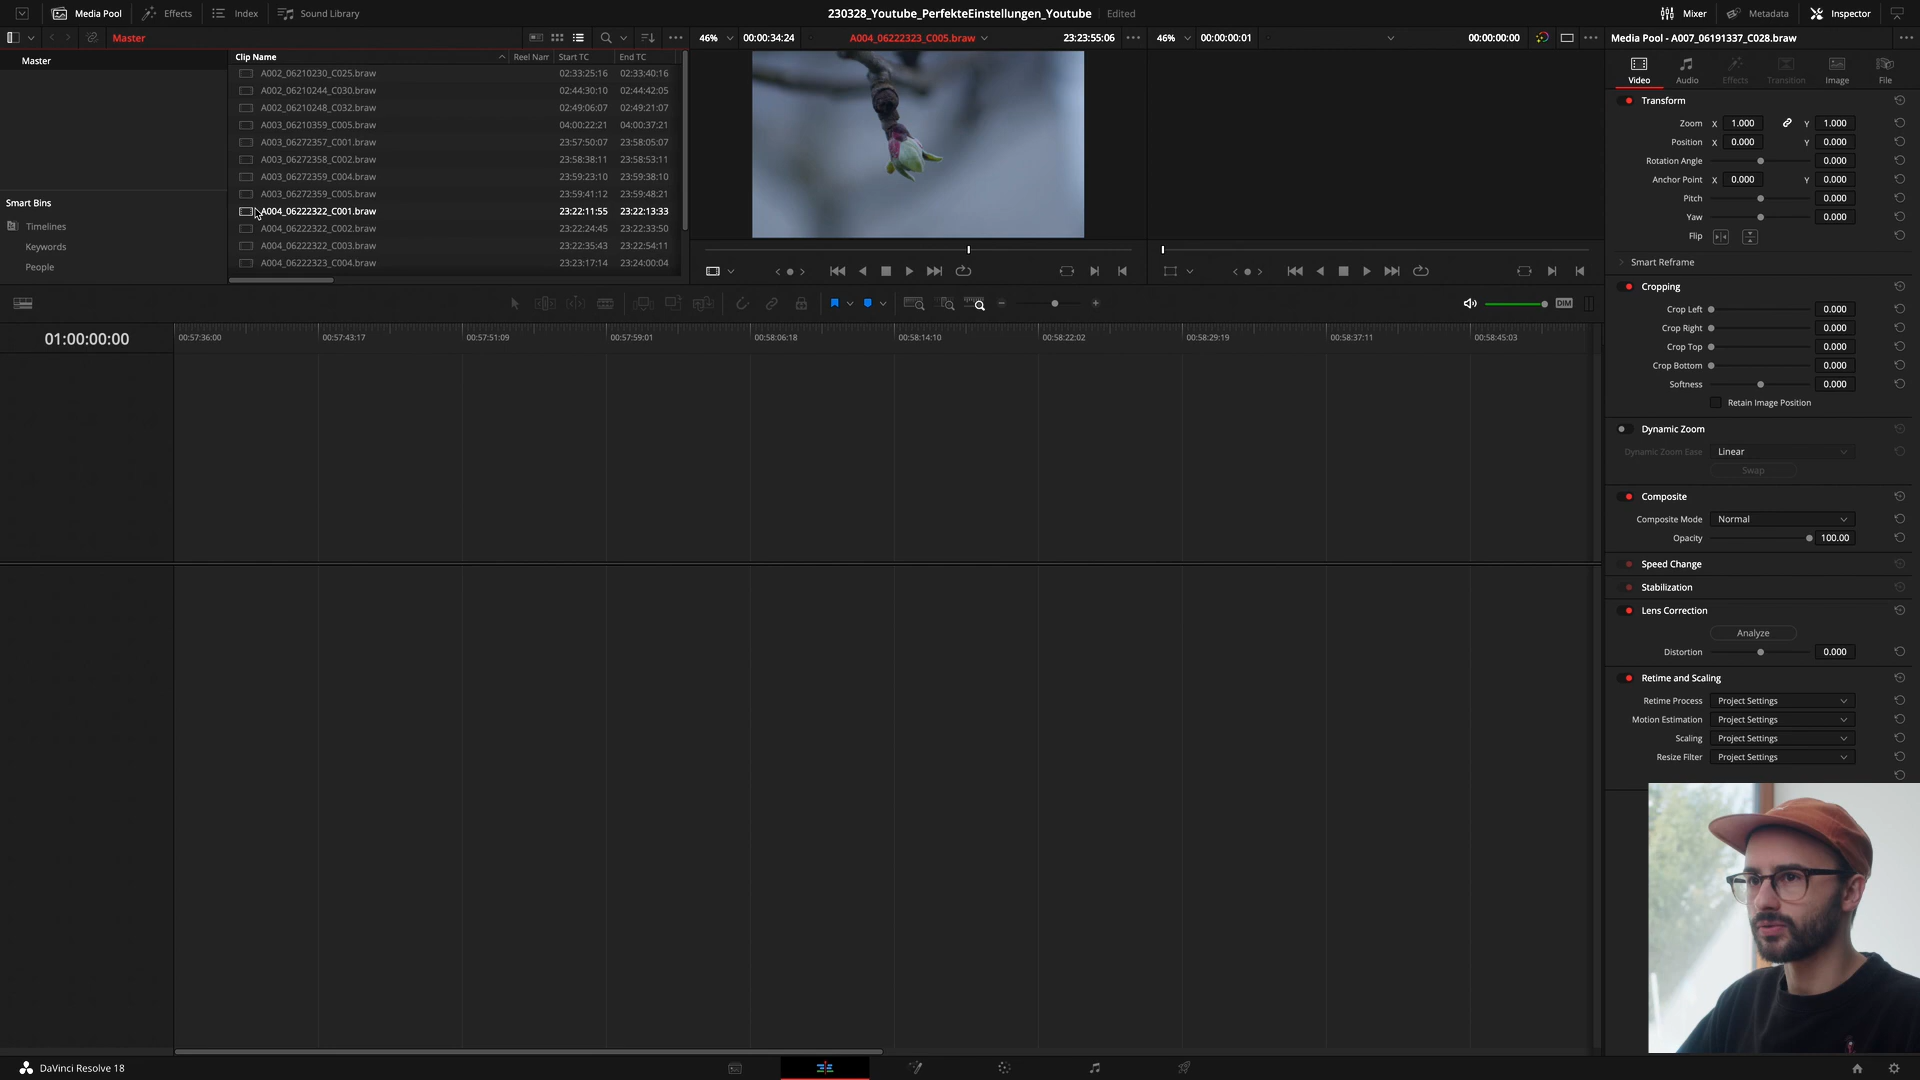 Media Pool Effects Index Sound Library 230328_Youtube_PerfekteEinstellungen_Youtube Edited Mixer Metadata Inspector
Master 46% 00:00:34:24 A004_06222323_C005.braw 23:23:55:06 46% 00:00:00:01 00:00:00:00 Media Pool - A007_06191337_C028.braw
Master
Smart Bins
Timelines
Keywords
People
Clip Name Reel Narr Start TC End TC
A002_06210230_C025.braw 02:33:25:16 02:33:40:16
A002_06210244_C030.braw 02:44:30:10 02:44:42:05
A002_06210248_C032.braw 02:49:06:07 02:49:21:07
A003_06210359_C005.braw 04:00:22:21 04:00:37:21
A003_06272357_C001.braw 23:57:50:07 23:58:05:07
A003_06272358_C002.braw 23:58:38:11 23:58:53:11
A003_06272359_C004.braw 23:59:23:10 23:59:38:10
A003_06272359_C005.braw 23:59:41:12 23:59:48:21
A004_06222322_C001.braw 23:22:11:55 23:22:13:33
A004_06222322_C002.braw 23:22:24:45 23:22:33:50
A004_06222322_C003.braw 23:22:35:43 23:22:54:11
A004_06222323_C004.braw 23:23:17:14 23:24:00:04
DIM
01:00:00:00
00:57:36:00 00:57:43:17 00:57:51:09 00:57:59:01 00:58:06:18 00:58:14:10 00:58:22:02 00:58:29:19 00:58:37:11 00:58:45:03
Video Audio Effects Transition Image File
Transform
Zoom X 1.000 Y 1.000
Position X 0.000 Y 0.000
Rotation Angle 0.000
Anchor Point X 0.000 Y 0.000
Pitch 0.000
Yaw 0.000
Flip
Smart Reframe
Cropping
Crop Left 0.000
Crop Right 0.000
Crop Top 0.000
Crop Bottom 0.000
Softness 0.000
Retain Image Position
Dynamic Zoom
Dynamic Zoom Ease Linear
Swap
Composite
Composite Mode Normal
Opacity 100.00
Speed Change
Stabilization
Lens Correction
Analyze
Distortion 0.000
Retime and Scaling
Retime Process Project Settings
Motion Estimation Project Settings
Scaling Project Settings
Resize Filter Project Settings
DaVinci Resolve 18